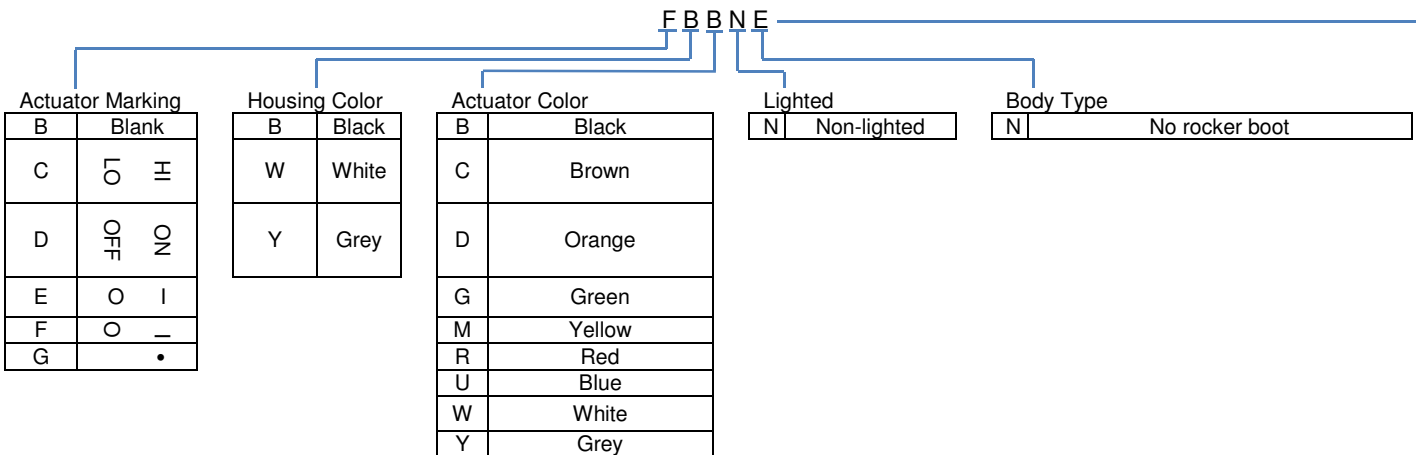 F B B N E
Actuator Marking
B Blank
C LO HI
D OFF ON
E O I
F O I
G •
Housing Color
B Black
W White
Y Grey
Actuator Color
B Black
C Brown
D Orange
G Green
M Yellow
R Red
U Blue
W White
Y Grey
Lighted
N Non-lighted
Body Type
N No rocker boot